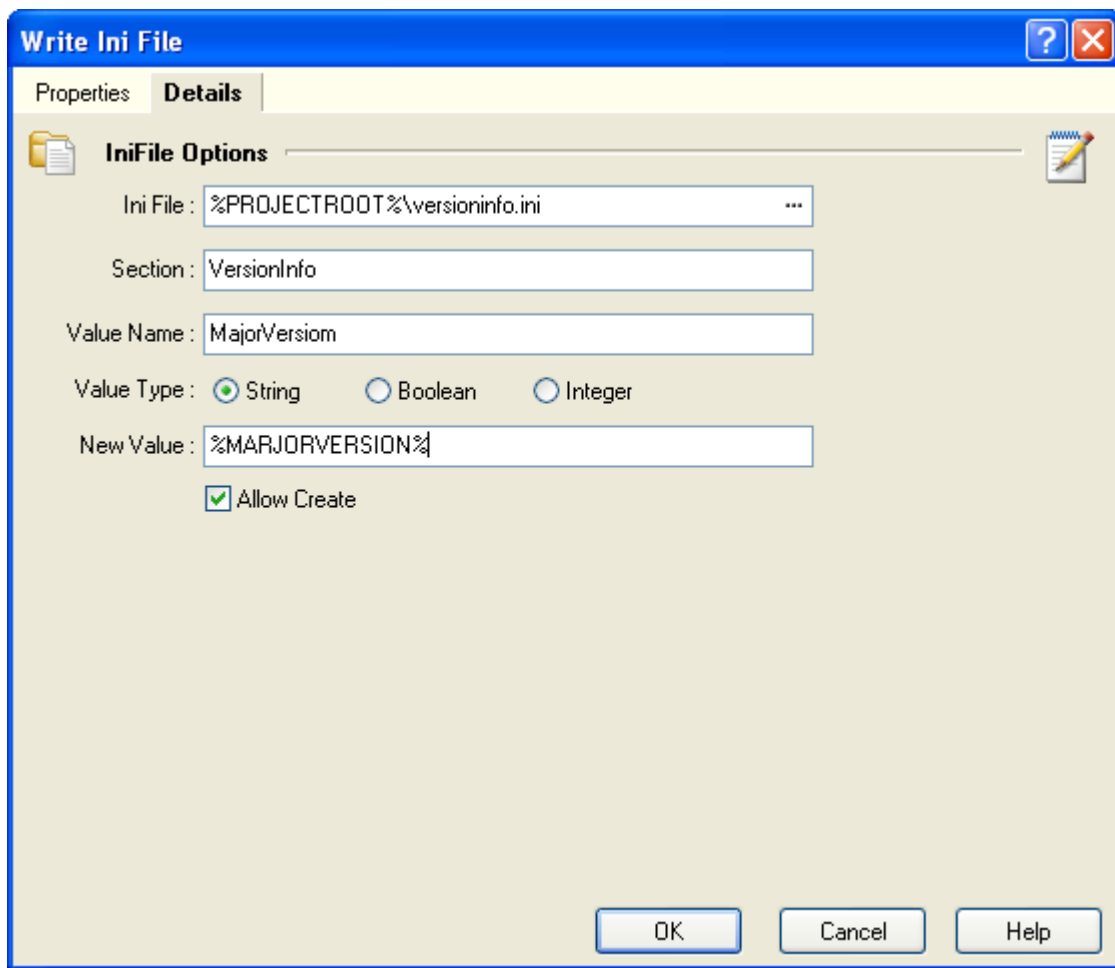 Write Ini File
Properties Details
IniFile Options
Ini File : %PROJECTROOT%\versioninfo.ini ...
Section : VersionInfo
Value Name : MajorVersiom
Value Type : String Boolean Integer
New Value : %MARJORVERSION%
Allow Create
OK Cancel Help